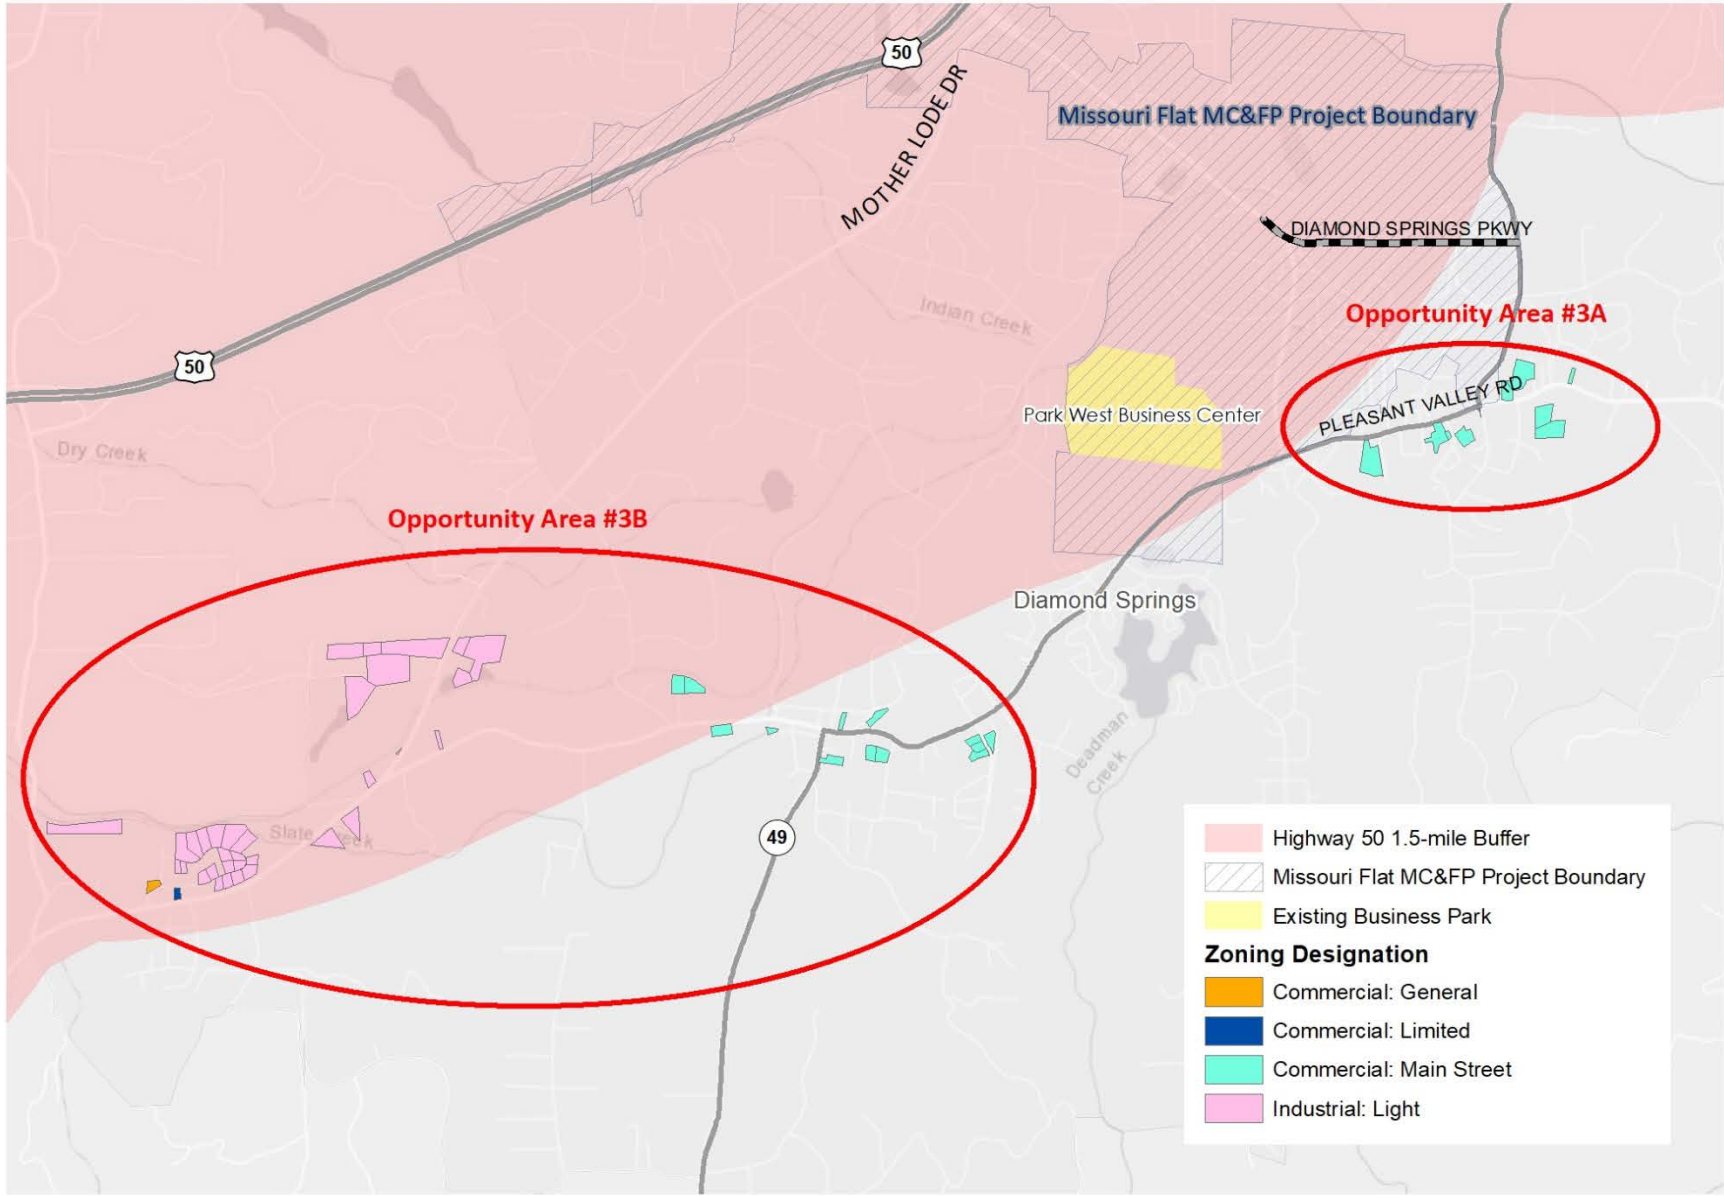 50
MOTHER LODE DR
Missouri Flat MC&FP Project Boundary
DIAMOND SPRINGS PKWY
Indian Creek
Opportunity Area #3A
50
PLEASANT VALLEY RD
Park West Business Center
Dry Creek
Opportunity Area #3B
Diamond Springs
Deadman
Creek
49
Highway 50 1.5-mile Buffer
Missouri Flat MC&FP Project Boundary
Existing Business Park
Zoning Designation
Commercial: General
Commercial: Limited
Commercial: Main Street
Industrial: Light
Slate